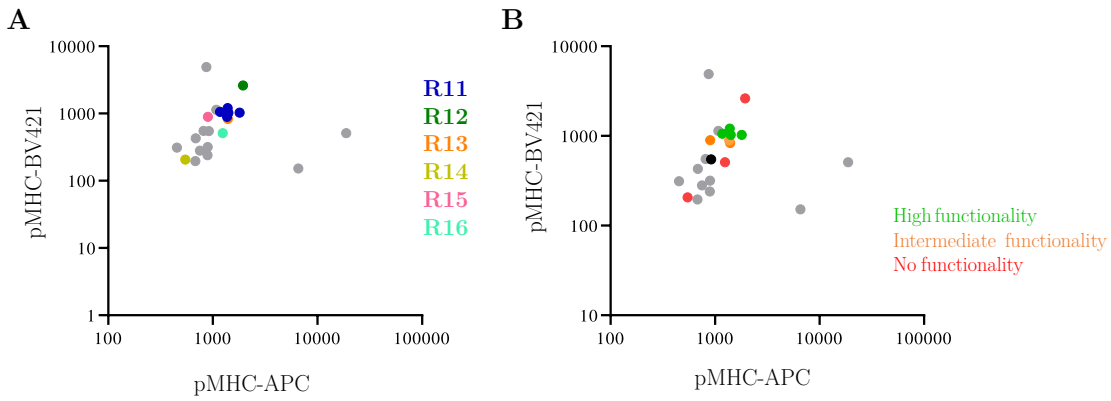 A
pMHC-BV421
10000
1000
100
10
1
100
1000
10000
100000
pMHC-APC
R11
R12
R13
R14
R15
R16
B
pMHC-BV421
10000
1000
100
10
100
1000
10000
100000
pMHC-APC
High functionality
Intermediate functionality
No functionality